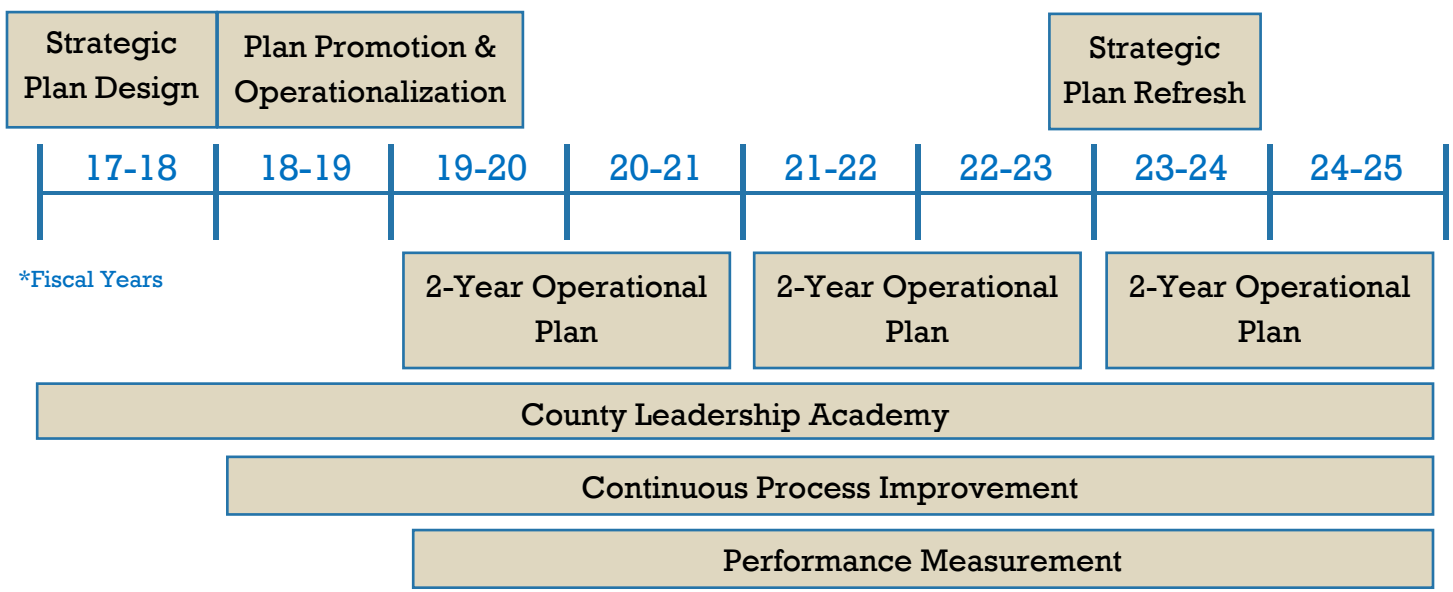 Strategic
Plan Design
Plan Promotion &
Operationalization
Strategic
Plan Refresh
17-18
18-19
19-20
20-21
21-22
22-23
23-24
24-25
*Fiscal Years
2-Year Operational
Plan
2-Year Operational
Plan
2-Year Operational
Plan
County Leadership Academy
Continuous Process Improvement
Performance Measurement